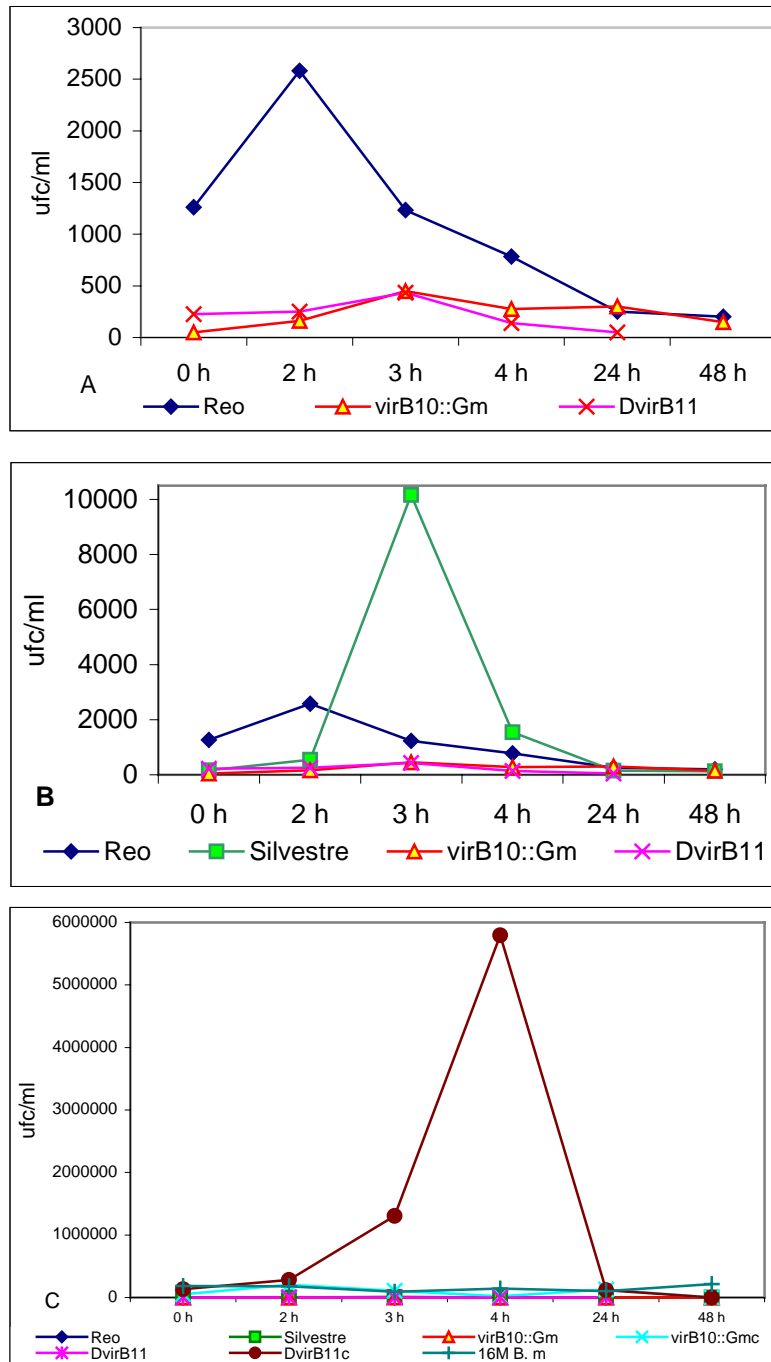 3000
2500
2000
1500
1000
500
0
ufc/ml
0 h 2 h 3 h 4 h 24 h 48 h
A
Reo virB10::Gm DvirB11
10000
8000
6000
4000
2000
0
ufc/ml
0 h 2 h 3 h 4 h 24 h 48 h
B
Reo Silvestre virB10::Gm DvirB11
6000000
5000000
4000000
3000000
2000000
1000000
0
ufc/ml
0 h 2 h 3 h 4 h 24 h 48 h
C
Reo Silvestre virB10::Gm virB10::Gmc
DvirB11 DvirB11c 16M B. m